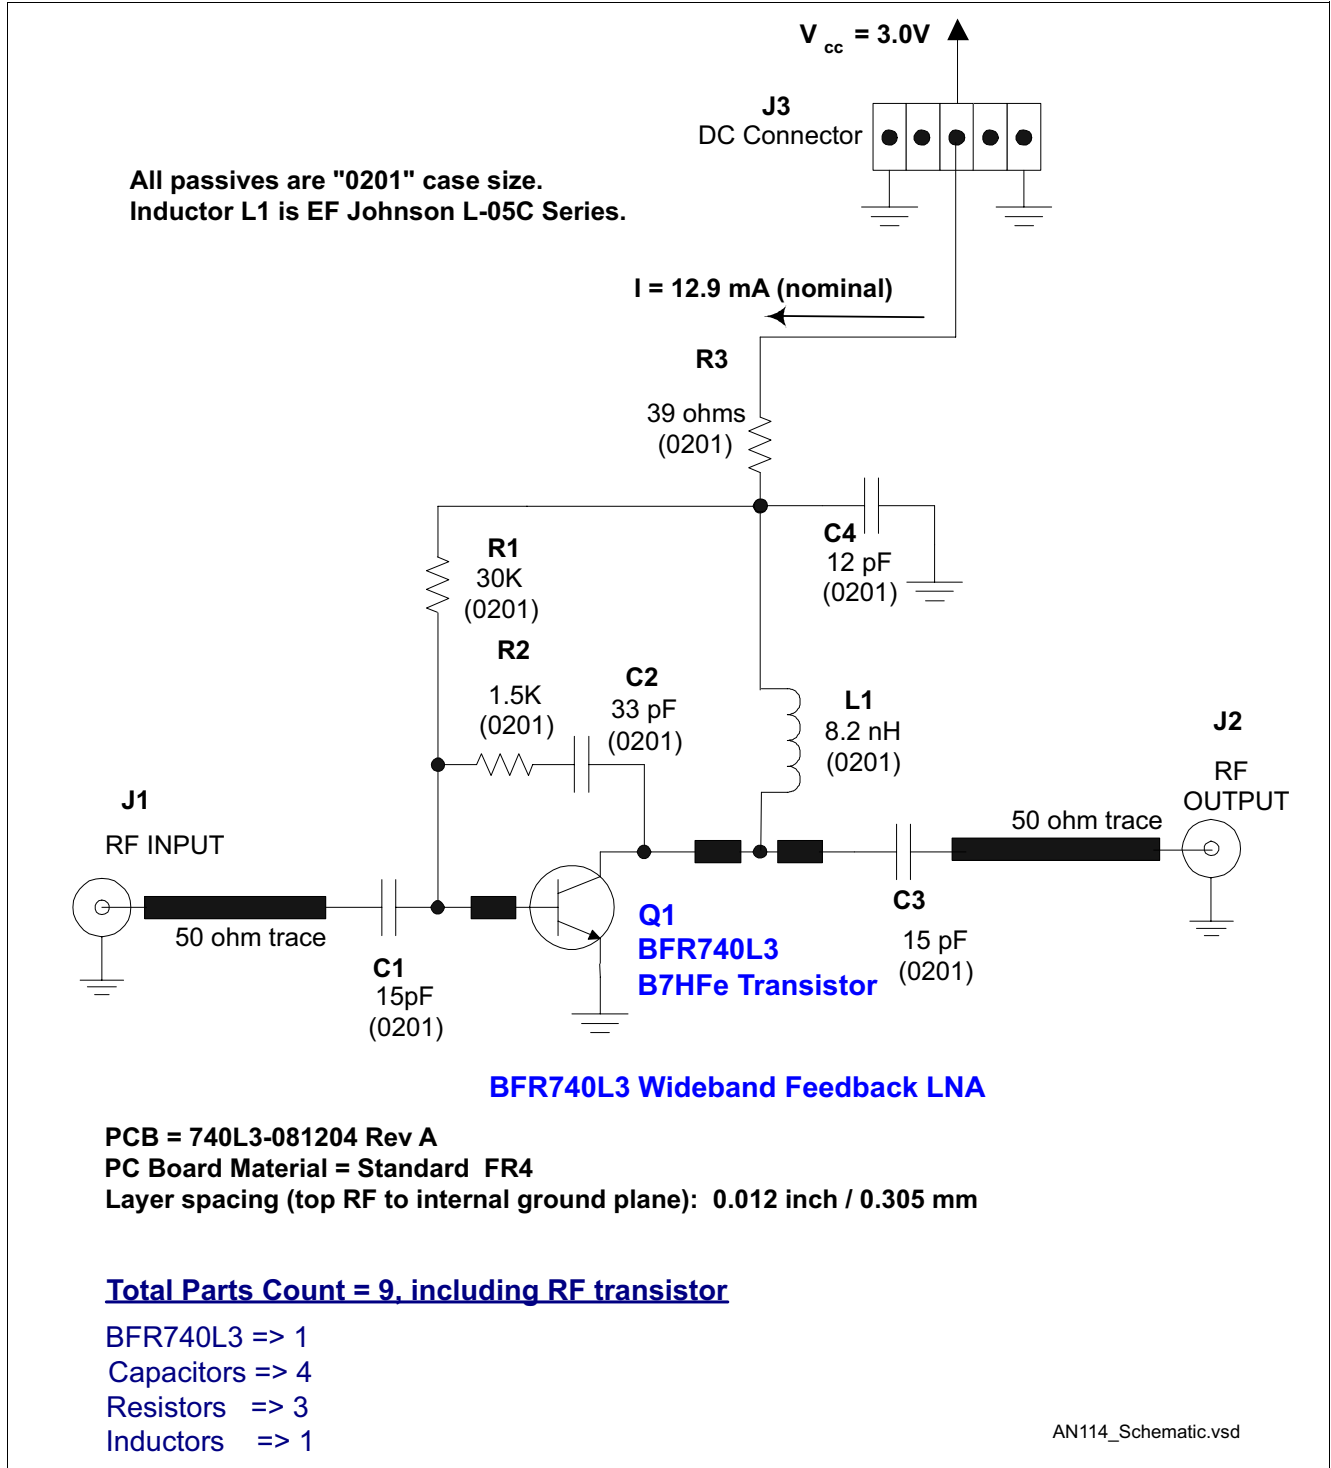 V cc = 3.0V
J3
DC Connector
All passives are "0201" case size.
Inductor L1 is EF Johnson L-05C Series.
I = 12.9 mA (nominal)
R3
39 ohms
(0201)
C4
12 pF
(0201)
R1
30K
(0201)
R2
1.5K
(0201)
C2
33 pF
(0201)
L1
8.2 nH
(0201)
J2
RF
OUTPUT
J1
RF INPUT
50 ohm trace
50 ohm trace
C1
15pF
(0201)
Q1
BFR740L3
B7HFe Transistor
C3
15 pF
(0201)
BFR740L3 Wideband Feedback LNA
PCB = 740L3-081204 Rev A
PC Board Material = Standard FR4
Layer spacing (top RF to internal ground plane): 0.012 inch / 0.305 mm
Total Parts Count = 9, including RF transistor
BFR740L3 => 1
Capacitors => 4
Resistors => 3
Inductors => 1
AN114_Schematic.vsd